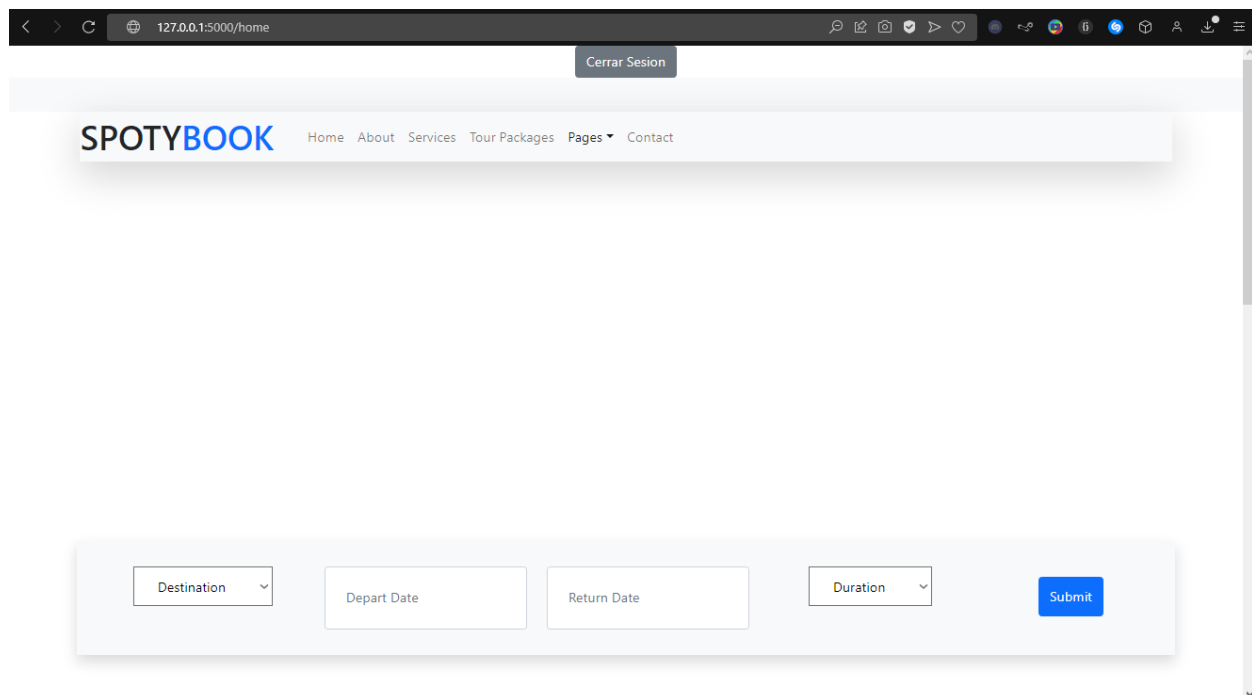 127.0.0.1:5000/home
Cerrar Sesion
SPOTYBOOK Home About Services Tour Packages Pages Contact
Destination Depart Date Return Date Duration Submit